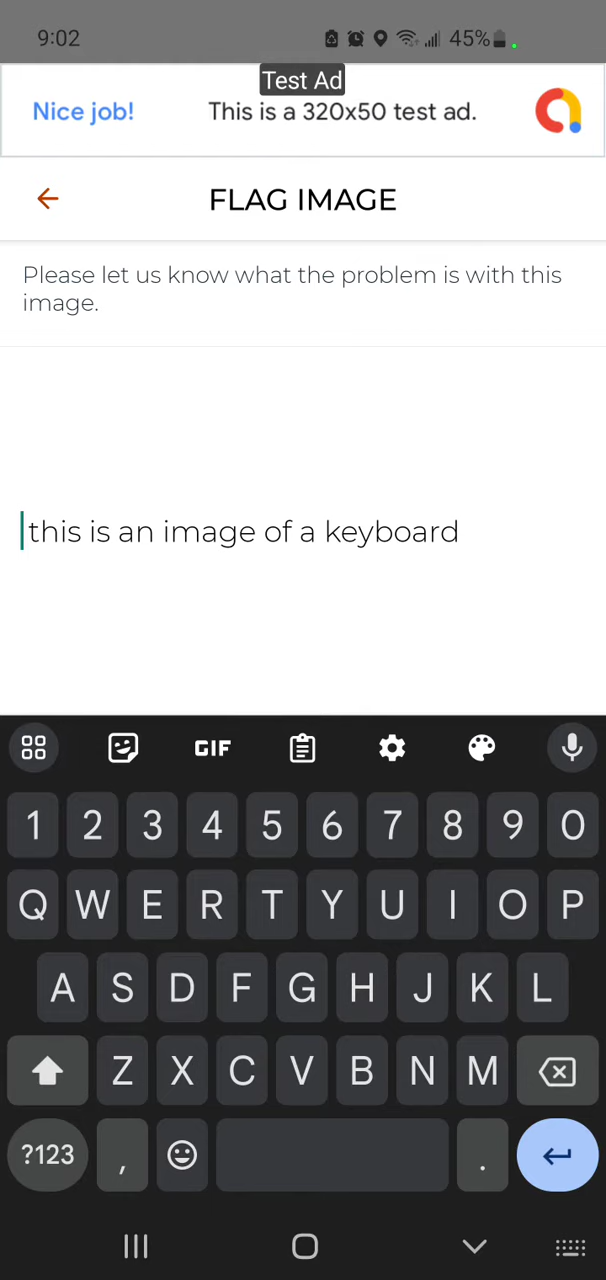 9:02 45%
Test Ad
Nice job! This is a 320x50 test ad.
FLAG IMAGE
Please let us know what the problem is with this
image.
this is an image of a keyboard
GIF
1 2 3 4 5 6 7 8 9 0
Q W E R T Y U I O P
A S D F G H J K L
Z X C V B N M
?123 , .